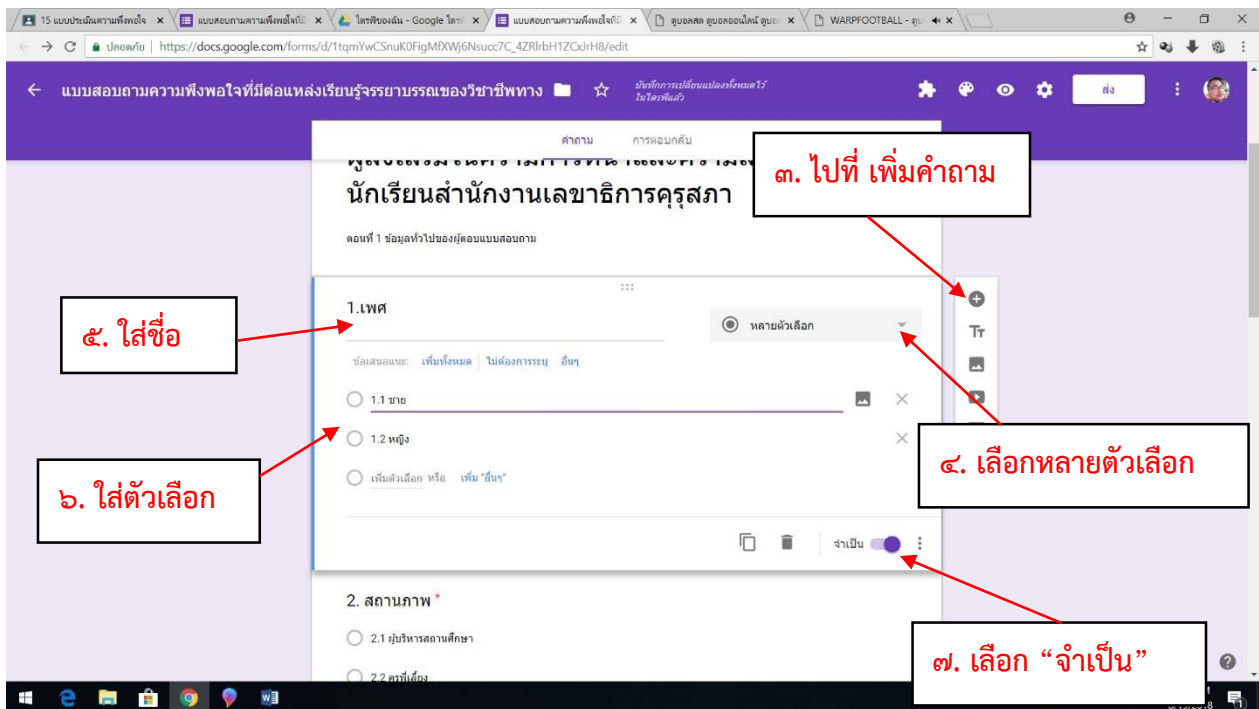 15 แบบประเมินความพึงพอใจ
แบบสอบถามความพึงพอใจที่มี
ไดรฟ์ของฉัน - Google ไดรฟ์
แบบสอบถามความพึงพอใจที่มี
ดูบอลสด ดูบอลออนไลน์ ดูบอ
WARPFOOTBALL - ดูบ
ปลอดภัย | https://docs.google.com/forms/d/1tqmYwCSnuK0FigMfXWj6Nsucc7C_4ZRlrbH1ZCxJrH8/edit
แบบสอบถามความพึงพอใจที่มีต่อแหล่งเรียนรู้จรรยาบรรณของวิชาชีพทาง
บันทึกการเปลี่ยนแปลงทั้งหมดไว้
ในไดรฟ์แล้ว
ส่ง
คำถาม การตอบกลับ
๓. ไปที่ เพิ่มคำถาม
นักเรียนสำนักงานเลขาธิการคุรุสภา
ตอนที่ 1 ข้อมูลทั่วไปของผู้ตอบแบบสอบถาม
1.เพศ
หลายตัวเลือก
Tт
๕. ใส่ชื่อ
ข้อเสนอแนะ: เพิ่มทั้งหมด | ไม่ต้องการระบุ อื่นๆ
1.1 ชาย
1.2 หญิง
๔. เลือกหลายตัวเลือก
เพิ่มตัวเลือก หรือ เพิ่ม "อื่นๆ"
๖. ใส่ตัวเลือก
จำเป็น
2. สถานภาพ *
2.1 ผู้บริหารสถานศึกษา
2.2 ครูพี่เลี้ยง
๗. เลือก “จำเป็น”